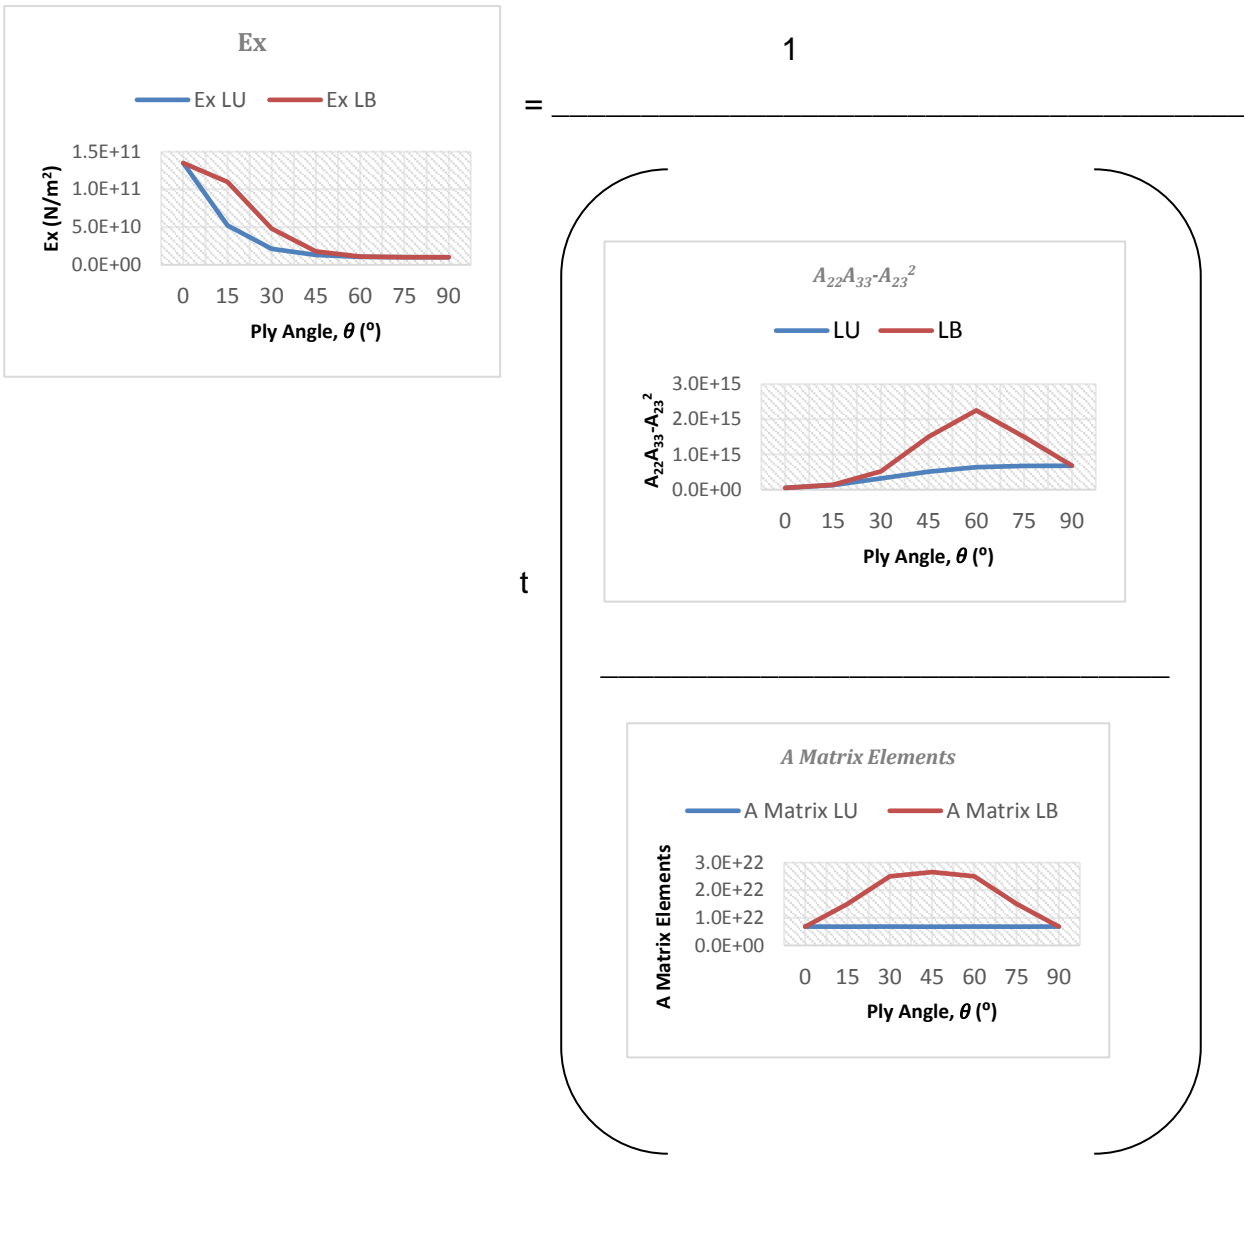 Ex
Ex LU Ex LB
Ex (N/m²)
1.5E+11
1.0E+11
5.0E+10
0.0E+00
0 15 30 45 60 75 90
Ply Angle, θ (º)
1
= ________________________________________
t
A₂₂A₃₃-A₂₃²
LU LB
A₂₂A₃₃-A₂₃²
3.0E+15
2.0E+15
1.0E+15
0.0E+00
0 15 30 45 60 75 90
Ply Angle, θ (º)
________________________________
A Matrix Elements
A Matrix LU A Matrix LB
A Matrix Elements
3.0E+22
2.0E+22
1.0E+22
0.0E+00
0 15 30 45 60 75 90
Ply Angle, θ (º)